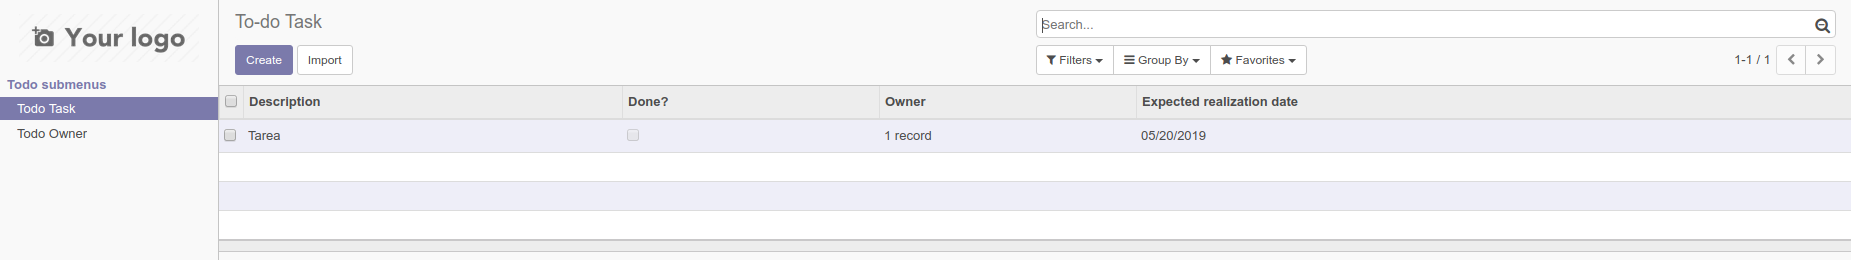 Your logo
Todo submenus
Todo Task
Todo Owner
To-do Task
Search...
Create Import
Filters Group By Favorites
1-1 / 1
Description Done? Owner Expected realization date
Tarea 1 record 05/20/2019